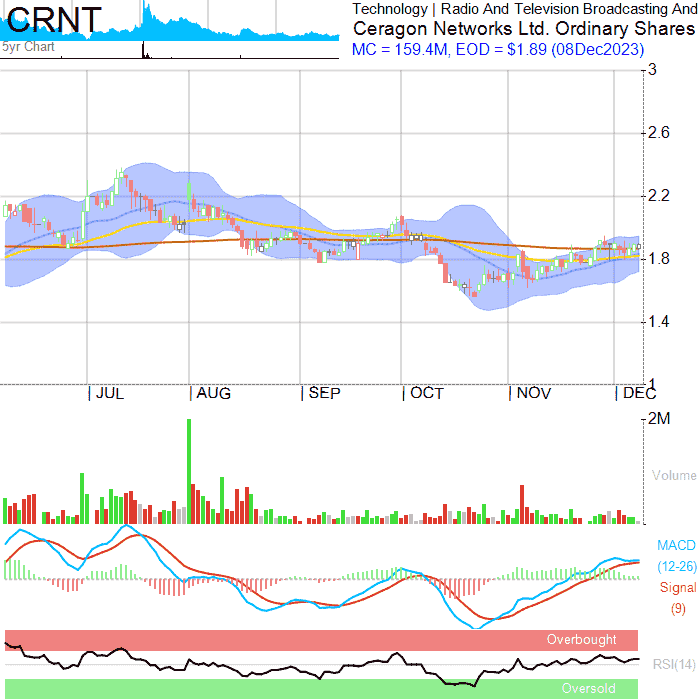 CRNT
5yr Chart
Technology | Radio And Television Broadcasting And
Ceragon Networks Ltd. Ordinary Shares
MC = 159.4M, EOD = $1.89 (08Dec2023)
3
2.6
2.2
1.8
1.4
1
JUL AUG SEP OCT NOV DEC
2M
Volume
MACD
(12-26)
Signal
(9)
Overbought
RSI(14)
Oversold